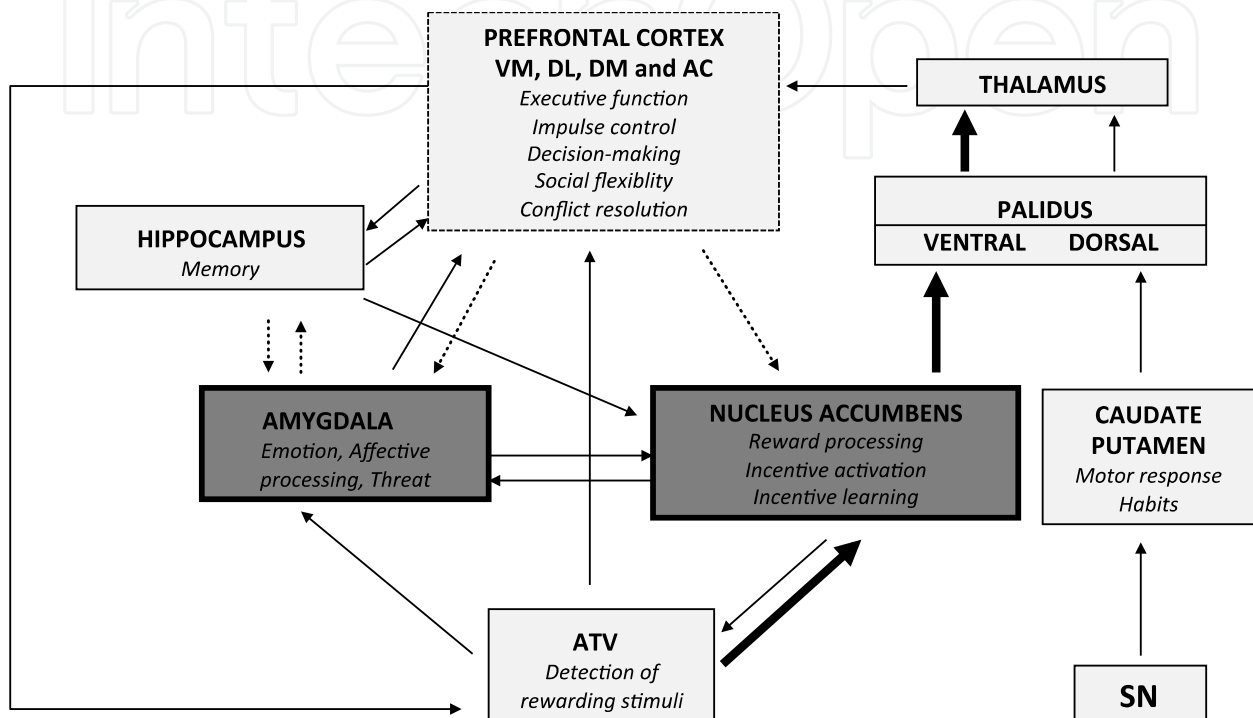 IntechOpen
PREFRONTAL CORTEX
VM, DL, DM and AC
Executive function
Impulse control
Decision-making
Social flexiblity
Conflict resolution
THALAMUS
PALIDUS
VENTRAL DORSAL
HIPPOCAMPUS
Memory
AMYGDALA
Emotion, Affective
processing, Threat
NUCLEUS ACCUMBENS
Reward processing
Incentive activation
Incentive learning
CAUDATE
PUTAMEN
Motor response
Habits
ATV
Detection of
rewarding stimuli
SN